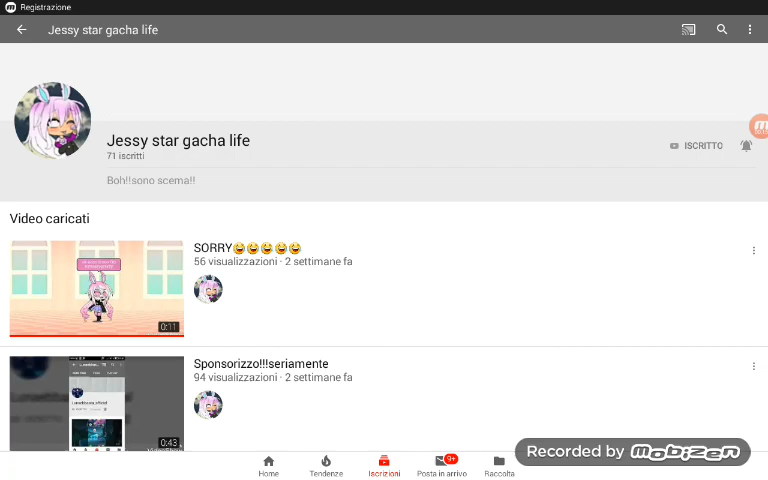 Registrazione
Jessy star gacha life
Jessy star gacha life
71 iscritti
ISCRITTO
Boh!!sono scema!!
Video caricati
SORRY😂😂😂😂😂
56 visualizzazioni · 2 settimane fa
0:11
Sponsorizzo!!!seriamente
94 visualizzazioni · 2 settimane fa
0:43
Recorded by mobizen
9+
Home
Tendenze
Iscrizioni
Posta in arrivo
Raccolta